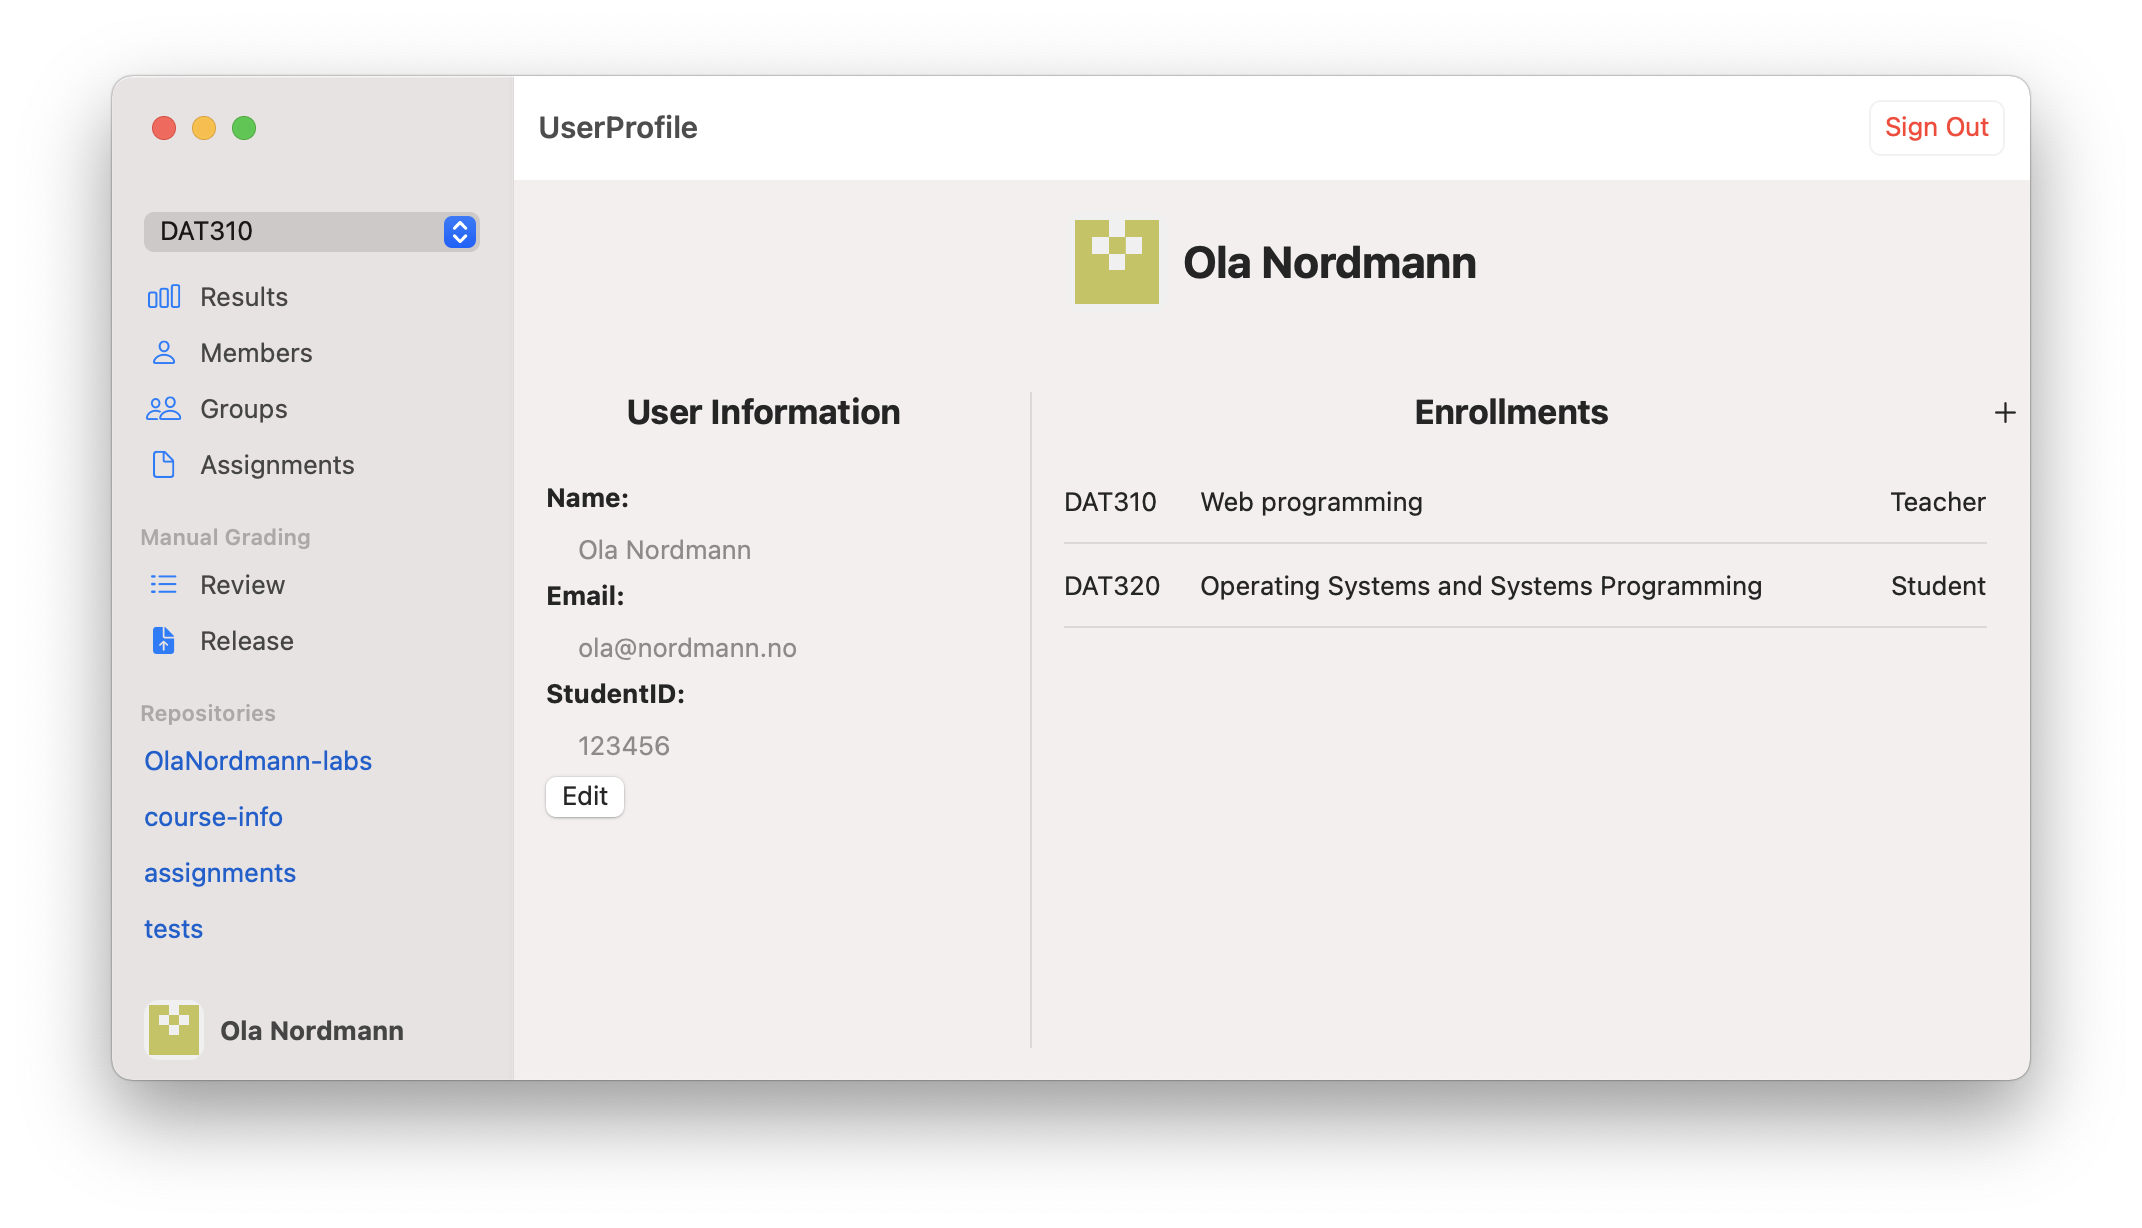 UserProfile
Sign Out
DAT310
Results
Members
Groups
Assignments
Manual Grading
Review
Release
Repositories
OlaNordmann-labs
course-info
assignments
tests
Ola Nordmann
Ola Nordmann
User Information
Name:
Ola Nordmann
Email:
ola@nordmann.no
StudentID:
123456
Edit
Enrollments +
DAT310 Web programming Teacher
DAT320 Operating Systems and Systems Programming Student